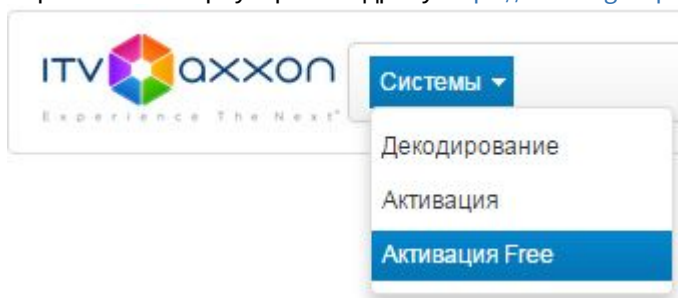 ITV axxon
Experience The Next
Системы
Декодирование
Активация
Активация Free